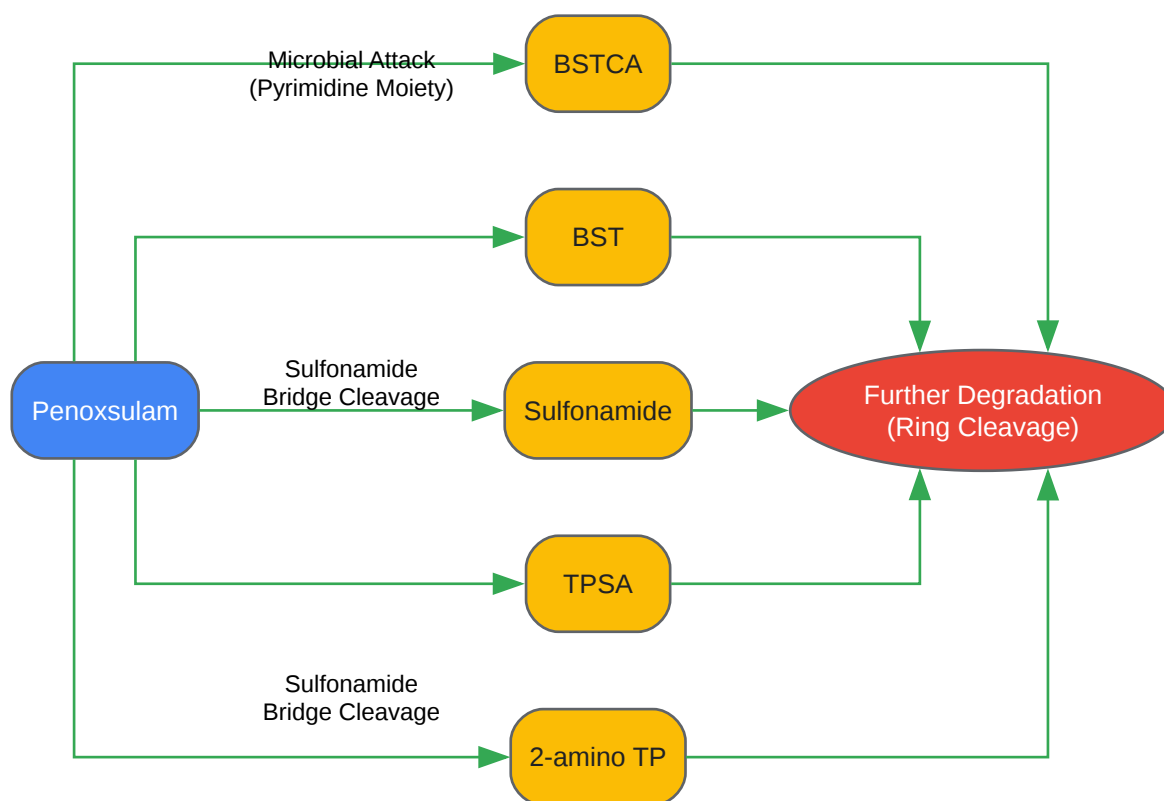 Microbial Attack
(Pyrimidine Moiety)
BSTCA
BST
Penoxsulam
Sulfonamide
Bridge Cleavage
Sulfonamide
Further Degradation
(Ring Cleavage)
TPSA
Sulfonamide
Bridge Cleavage
2-amino TP